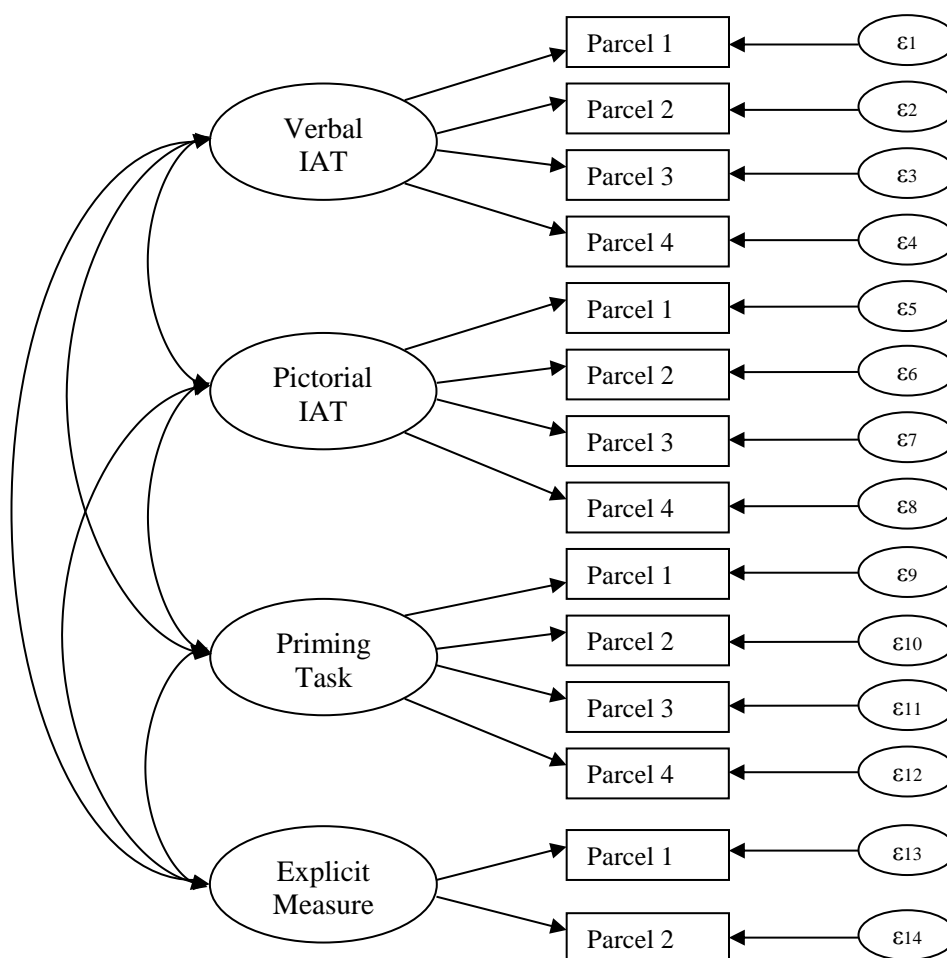 Verbal
IAT
Parcel 1
ε1
Parcel 2
ε2
Parcel 3
ε3
Parcel 4
ε4
Pictorial
IAT
Parcel 1
ε5
Parcel 2
ε6
Parcel 3
ε7
Parcel 4
ε8
Priming
Task
Parcel 1
ε9
Parcel 2
ε10
Parcel 3
ε11
Parcel 4
ε12
Explicit
Measure
Parcel 1
ε13
Parcel 2
ε14